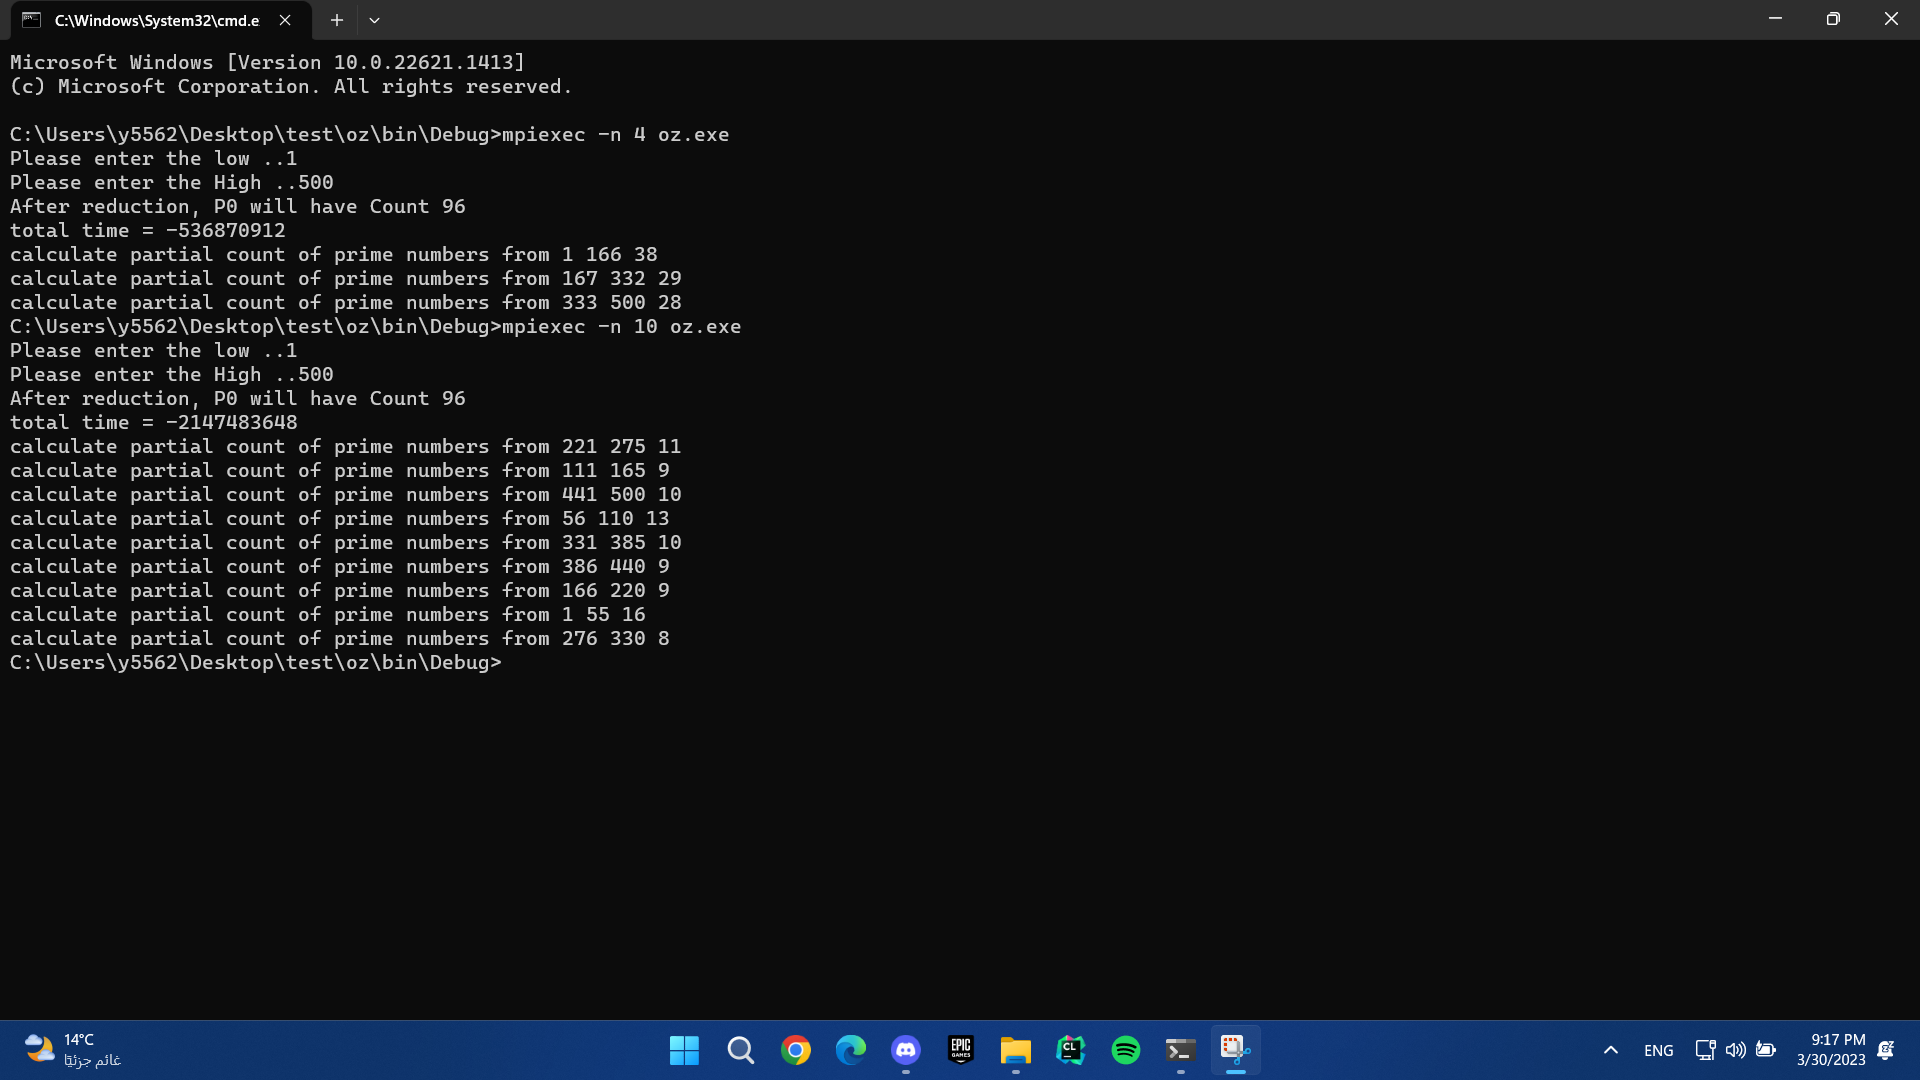 C:\Windows\System32\cmd.e
Microsoft Windows [Version 10.0.22621.1413]
(c) Microsoft Corporation. All rights reserved.
C:\Users\y5562\Desktop\test\oz\bin\Debug>mpiexec -n 4 oz.exe
Please enter the low ..1
Please enter the High ..500
After reduction, P0 will have Count 96
total time = -536870912
calculate partial count of prime numbers from 1 166 38
calculate partial count of prime numbers from 167 332 29
calculate partial count of prime numbers from 333 500 28
C:\Users\y5562\Desktop\test\oz\bin\Debug>mpiexec -n 10 oz.exe
Please enter the low ..1
Please enter the High ..500
After reduction, P0 will have Count 96
total time = -2147483648
calculate partial count of prime numbers from 221 275 11
calculate partial count of prime numbers from 111 165 9
calculate partial count of prime numbers from 441 500 10
calculate partial count of prime numbers from 56 110 13
calculate partial count of prime numbers from 331 385 10
calculate partial count of prime numbers from 386 440 9
calculate partial count of prime numbers from 166 220 9
calculate partial count of prime numbers from 1 55 16
calculate partial count of prime numbers from 276 330 8
C:\Users\y5562\Desktop\test\oz\bin\Debug>
14°C
غائم جزئيًا
EPIC
GAMES
CL
ENG
9:17 PM
3/30/2023